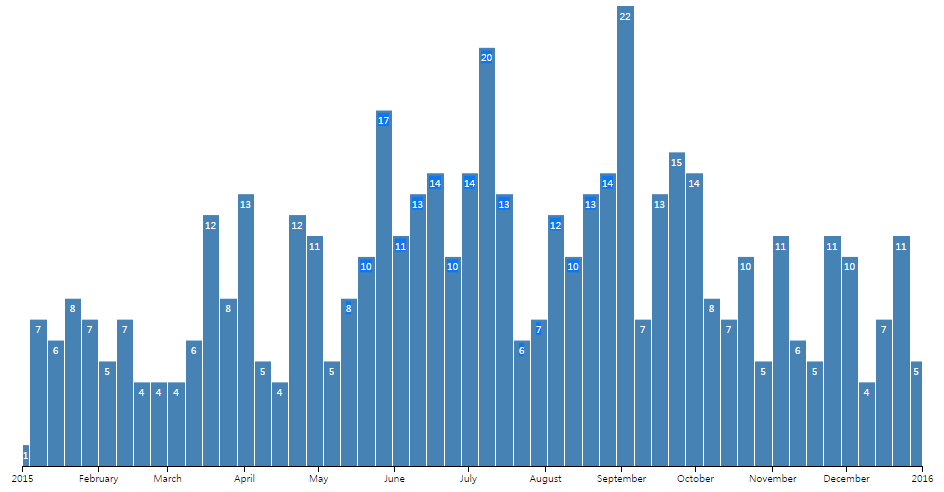 22
20
17
15
14 14 14 14
13 13 13 13 13
12 12 12
11 11 11 11 11
10 10 10 10 10
8 8 8 8
7 7 7 7 7 7 7
6 6 6 6
5 5 5 5 5 5
4 4 4 4 4
1
2015 February March April May June July August September October November December 2016